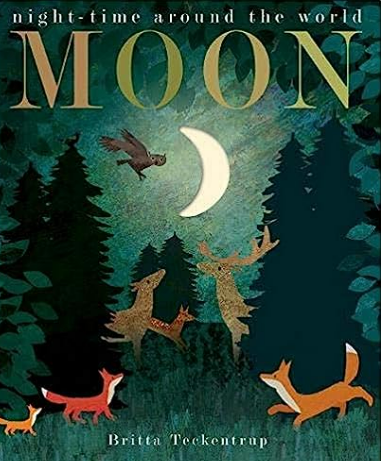 night-time around the world
MOON
Britta Teckentrup